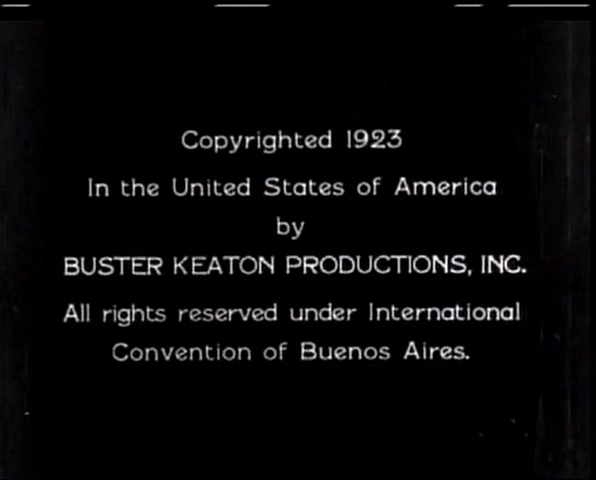 Copyrighted 1923
In the United States of America
by
BUSTER KEATON PRODUCTIONS, INC.
All rights reserved under International
Convention of Buenos Aires.